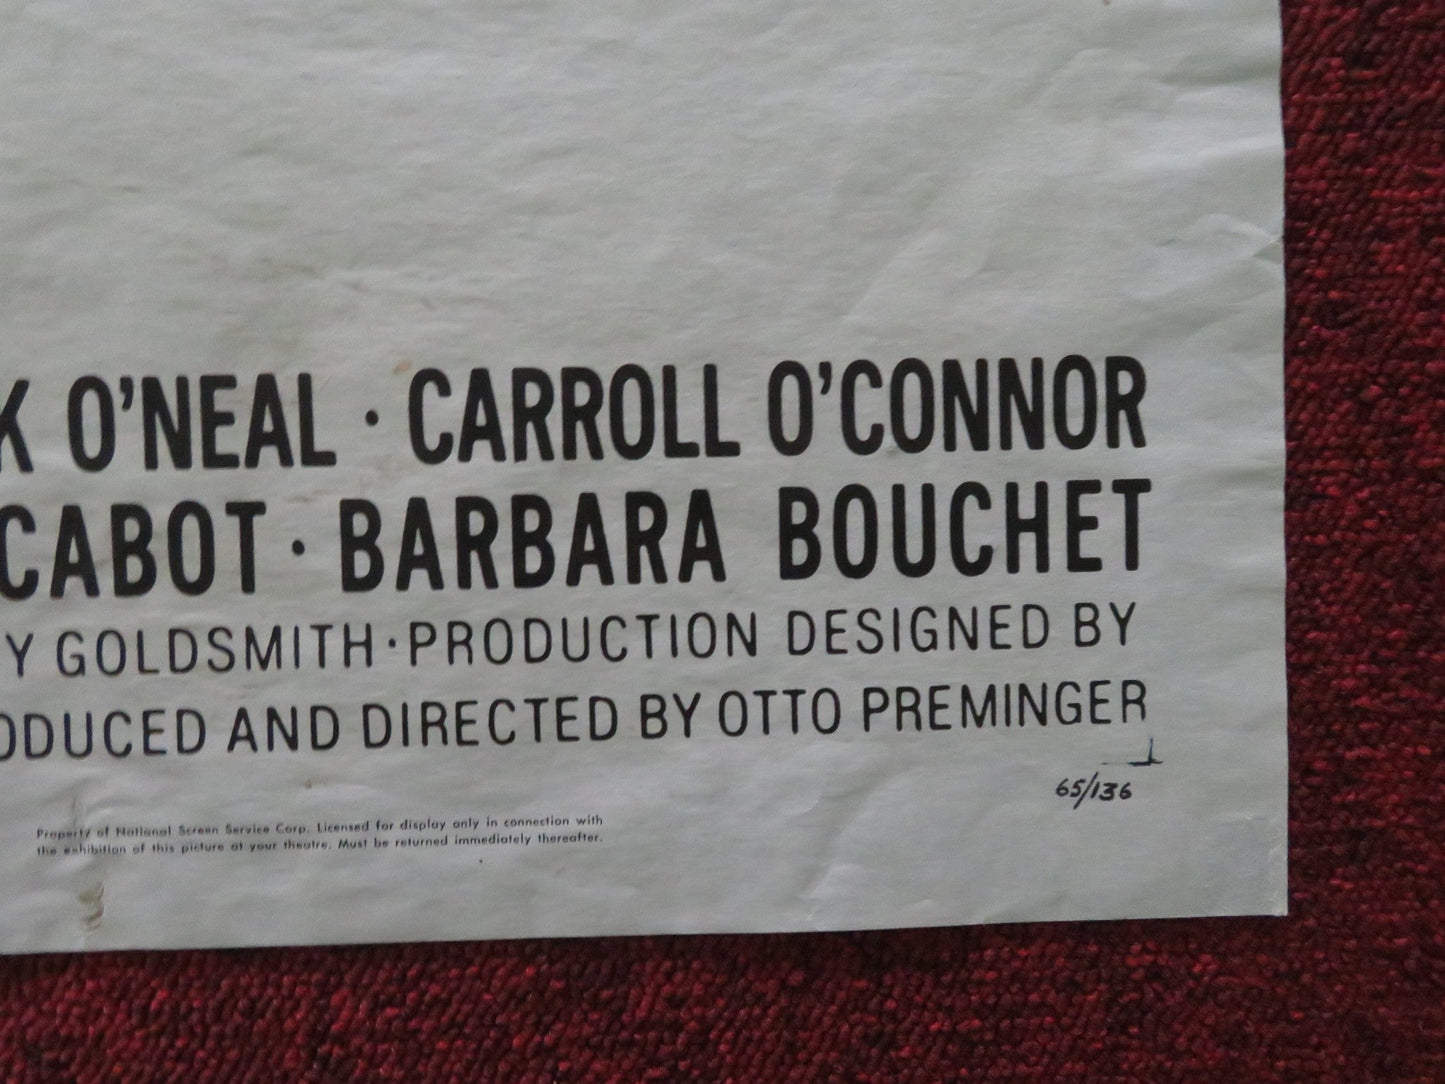 K O'NEAL · CARROLL O'CONNOR
CABOT · BARBARA BOUCHET
Y GOLDSMITH · PRODUCTION DESIGNED BY
ODUCED AND DIRECTED BY OTTO PREMINGER
65/136
Property of National Screen Service Corp. Licensed for display only in connection with
the exhibition of this picture at your theatre. Must be returned immediately thereafter.